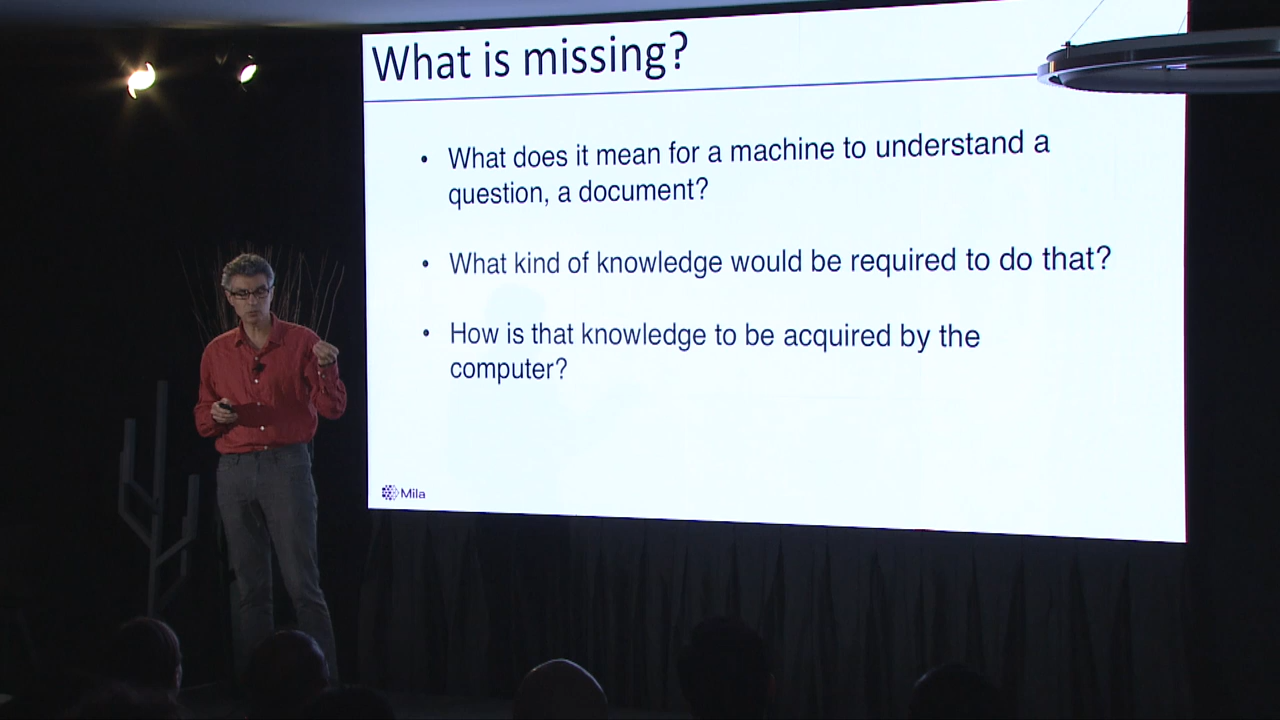 What is missing?
• What does it mean for a machine to understand a
question, a document?
• What kind of knowledge would be required to do that?
• How is that knowledge to be acquired by the
computer?
Mila